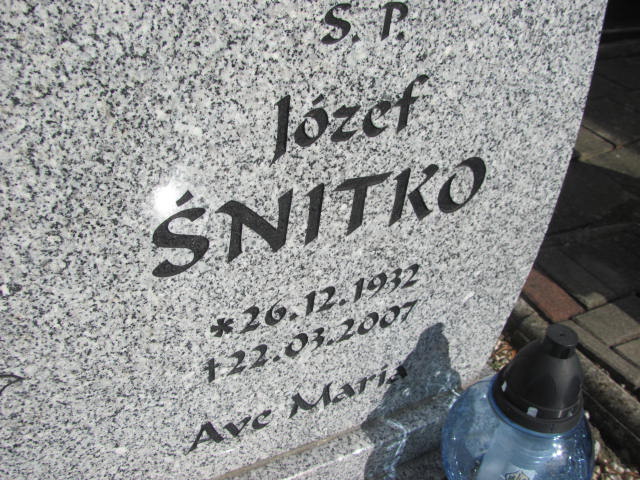 Ś. P.
Józef
ŚNITKO
*26.12.1932
†22.03.2007
Ave Maria